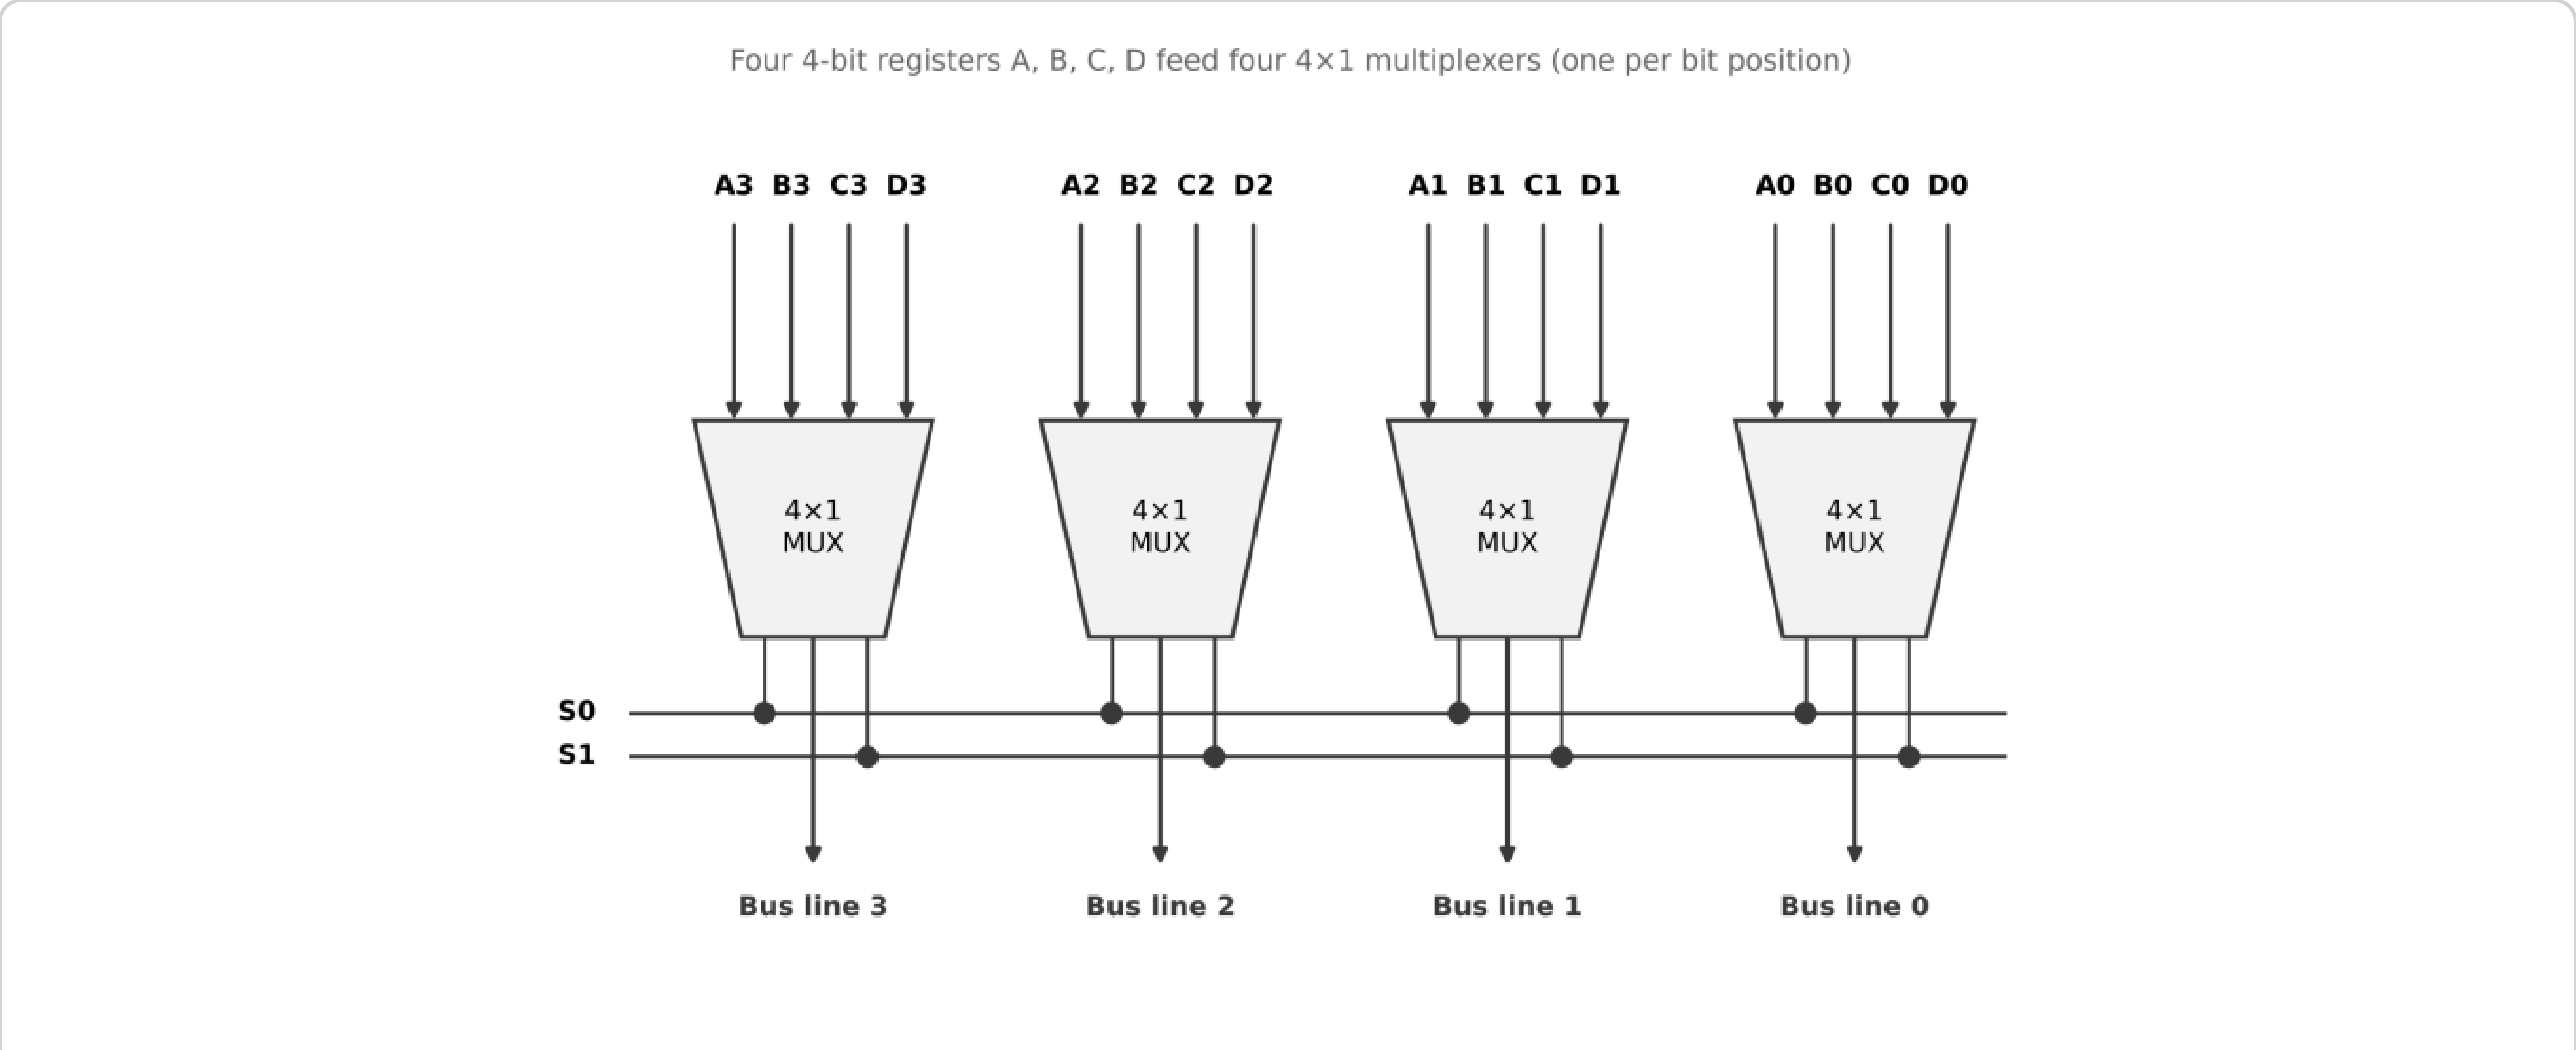 Four 4-bit registers A, B, C, D feed four 4×1 multiplexers (one per bit position)
A3 B3 C3 D3 A2 B2 C2 D2 A1 B1 C1 D1 A0 B0 C0 D0
4×1 4×1 4×1 4×1
MUX MUX MUX MUX
S0
S1
Bus line 3 Bus line 2 Bus line 1 Bus line 0